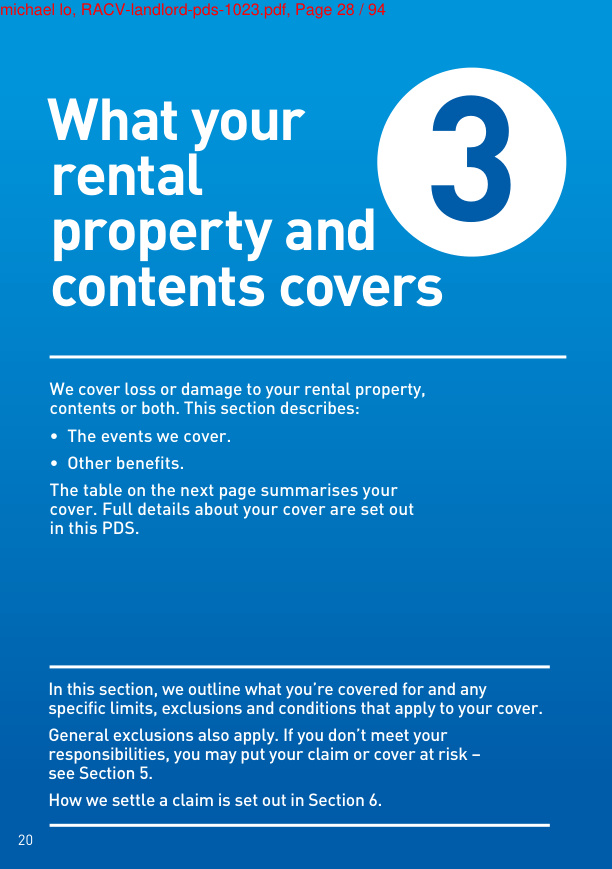 michael lo, RACV-landlord-pds-1023.pdf, Page 28 / 94
3
What your
rental
property and
contents covers
We cover loss or damage to your rental property,
contents or both. This section describes:
• The events we cover.
• Other benefits.
The table on the next page summarises your
cover. Full details about your cover are set out
in this PDS.
In this section, we outline what you’re covered for and any
specific limits, exclusions and conditions that apply to your cover.
General exclusions also apply. If you don’t meet your
responsibilities, you may put your claim or cover at risk –
see Section 5.
How we settle a claim is set out in Section 6.
20